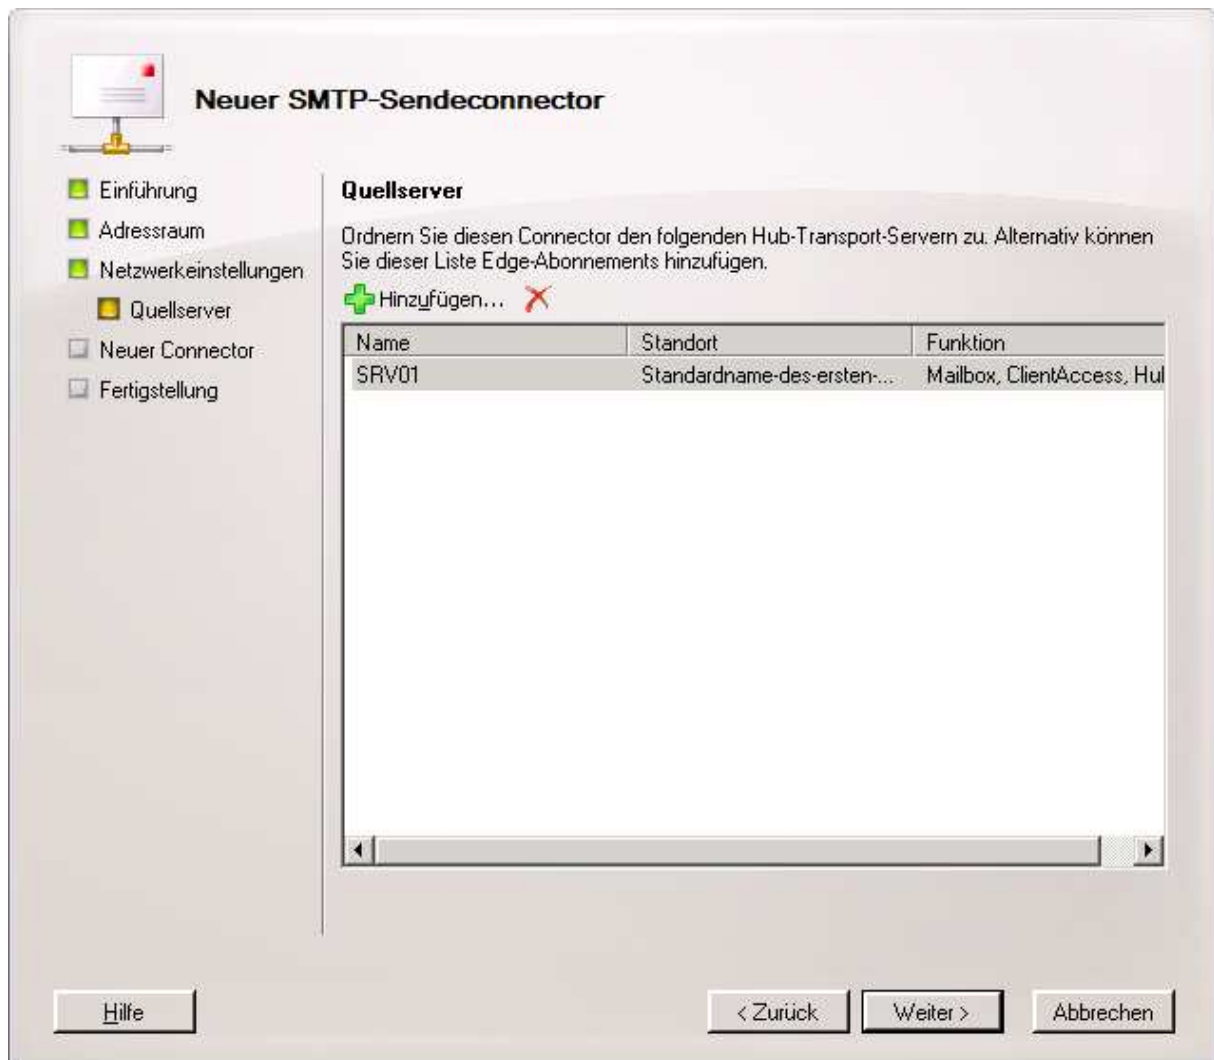 Neuer SMTP-Sendeconnector
Einführung
Adressraum
Netzwerkeinstellungen
Quellserver
Neuer Connector
Fertigstellung
Quellserver
Ordnern Sie diesen Connector den folgenden Hub-Transport-Servern zu. Alternativ können
Sie dieser Liste Edge-Abonnements hinzufügen.
Hinzufügen...
Name Standort Funktion
SRV01 Standardname-des-ersten-... Mailbox, ClientAccess, Hul
Hilfe < Zurück Weiter > Abbrechen